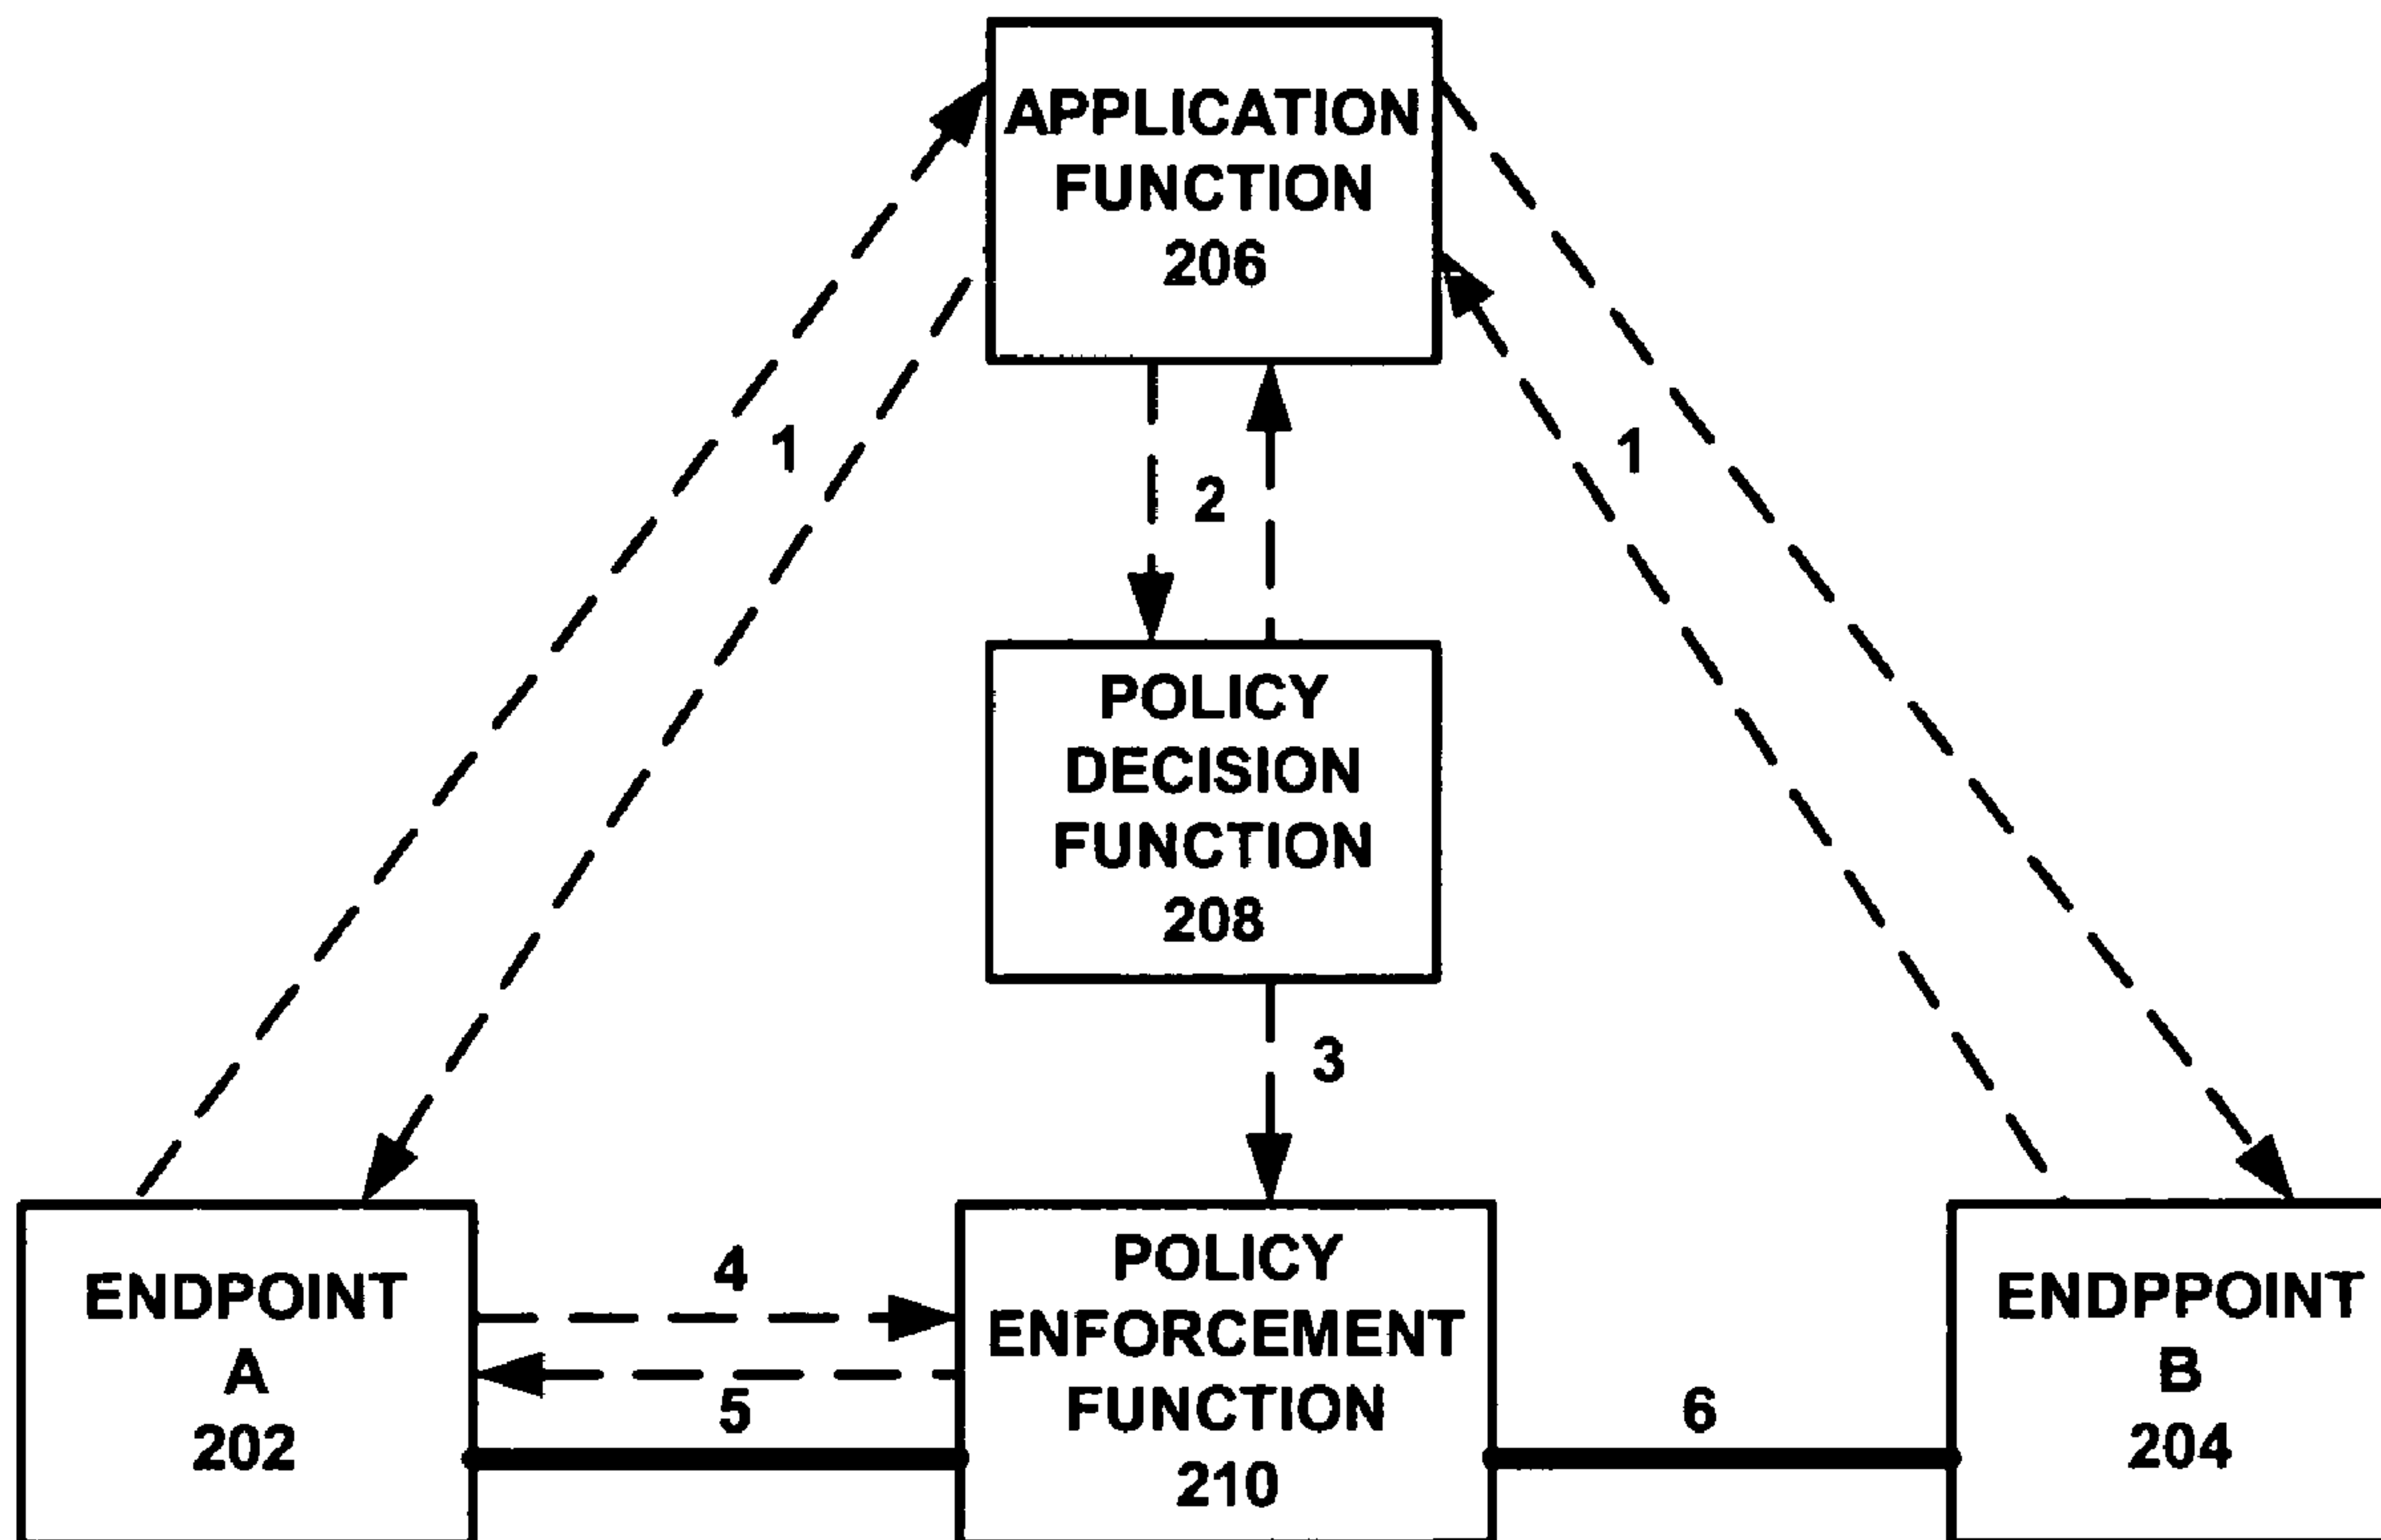 APPLICATION
FUNCTION
206
1
1
2
POLICY
DECISION
FUNCTION
208
3
ENDPOINT
A
202
4
5
POLICY
ENFORCEMENT
FUNCTION
210
6
ENDPPOINT
B
204